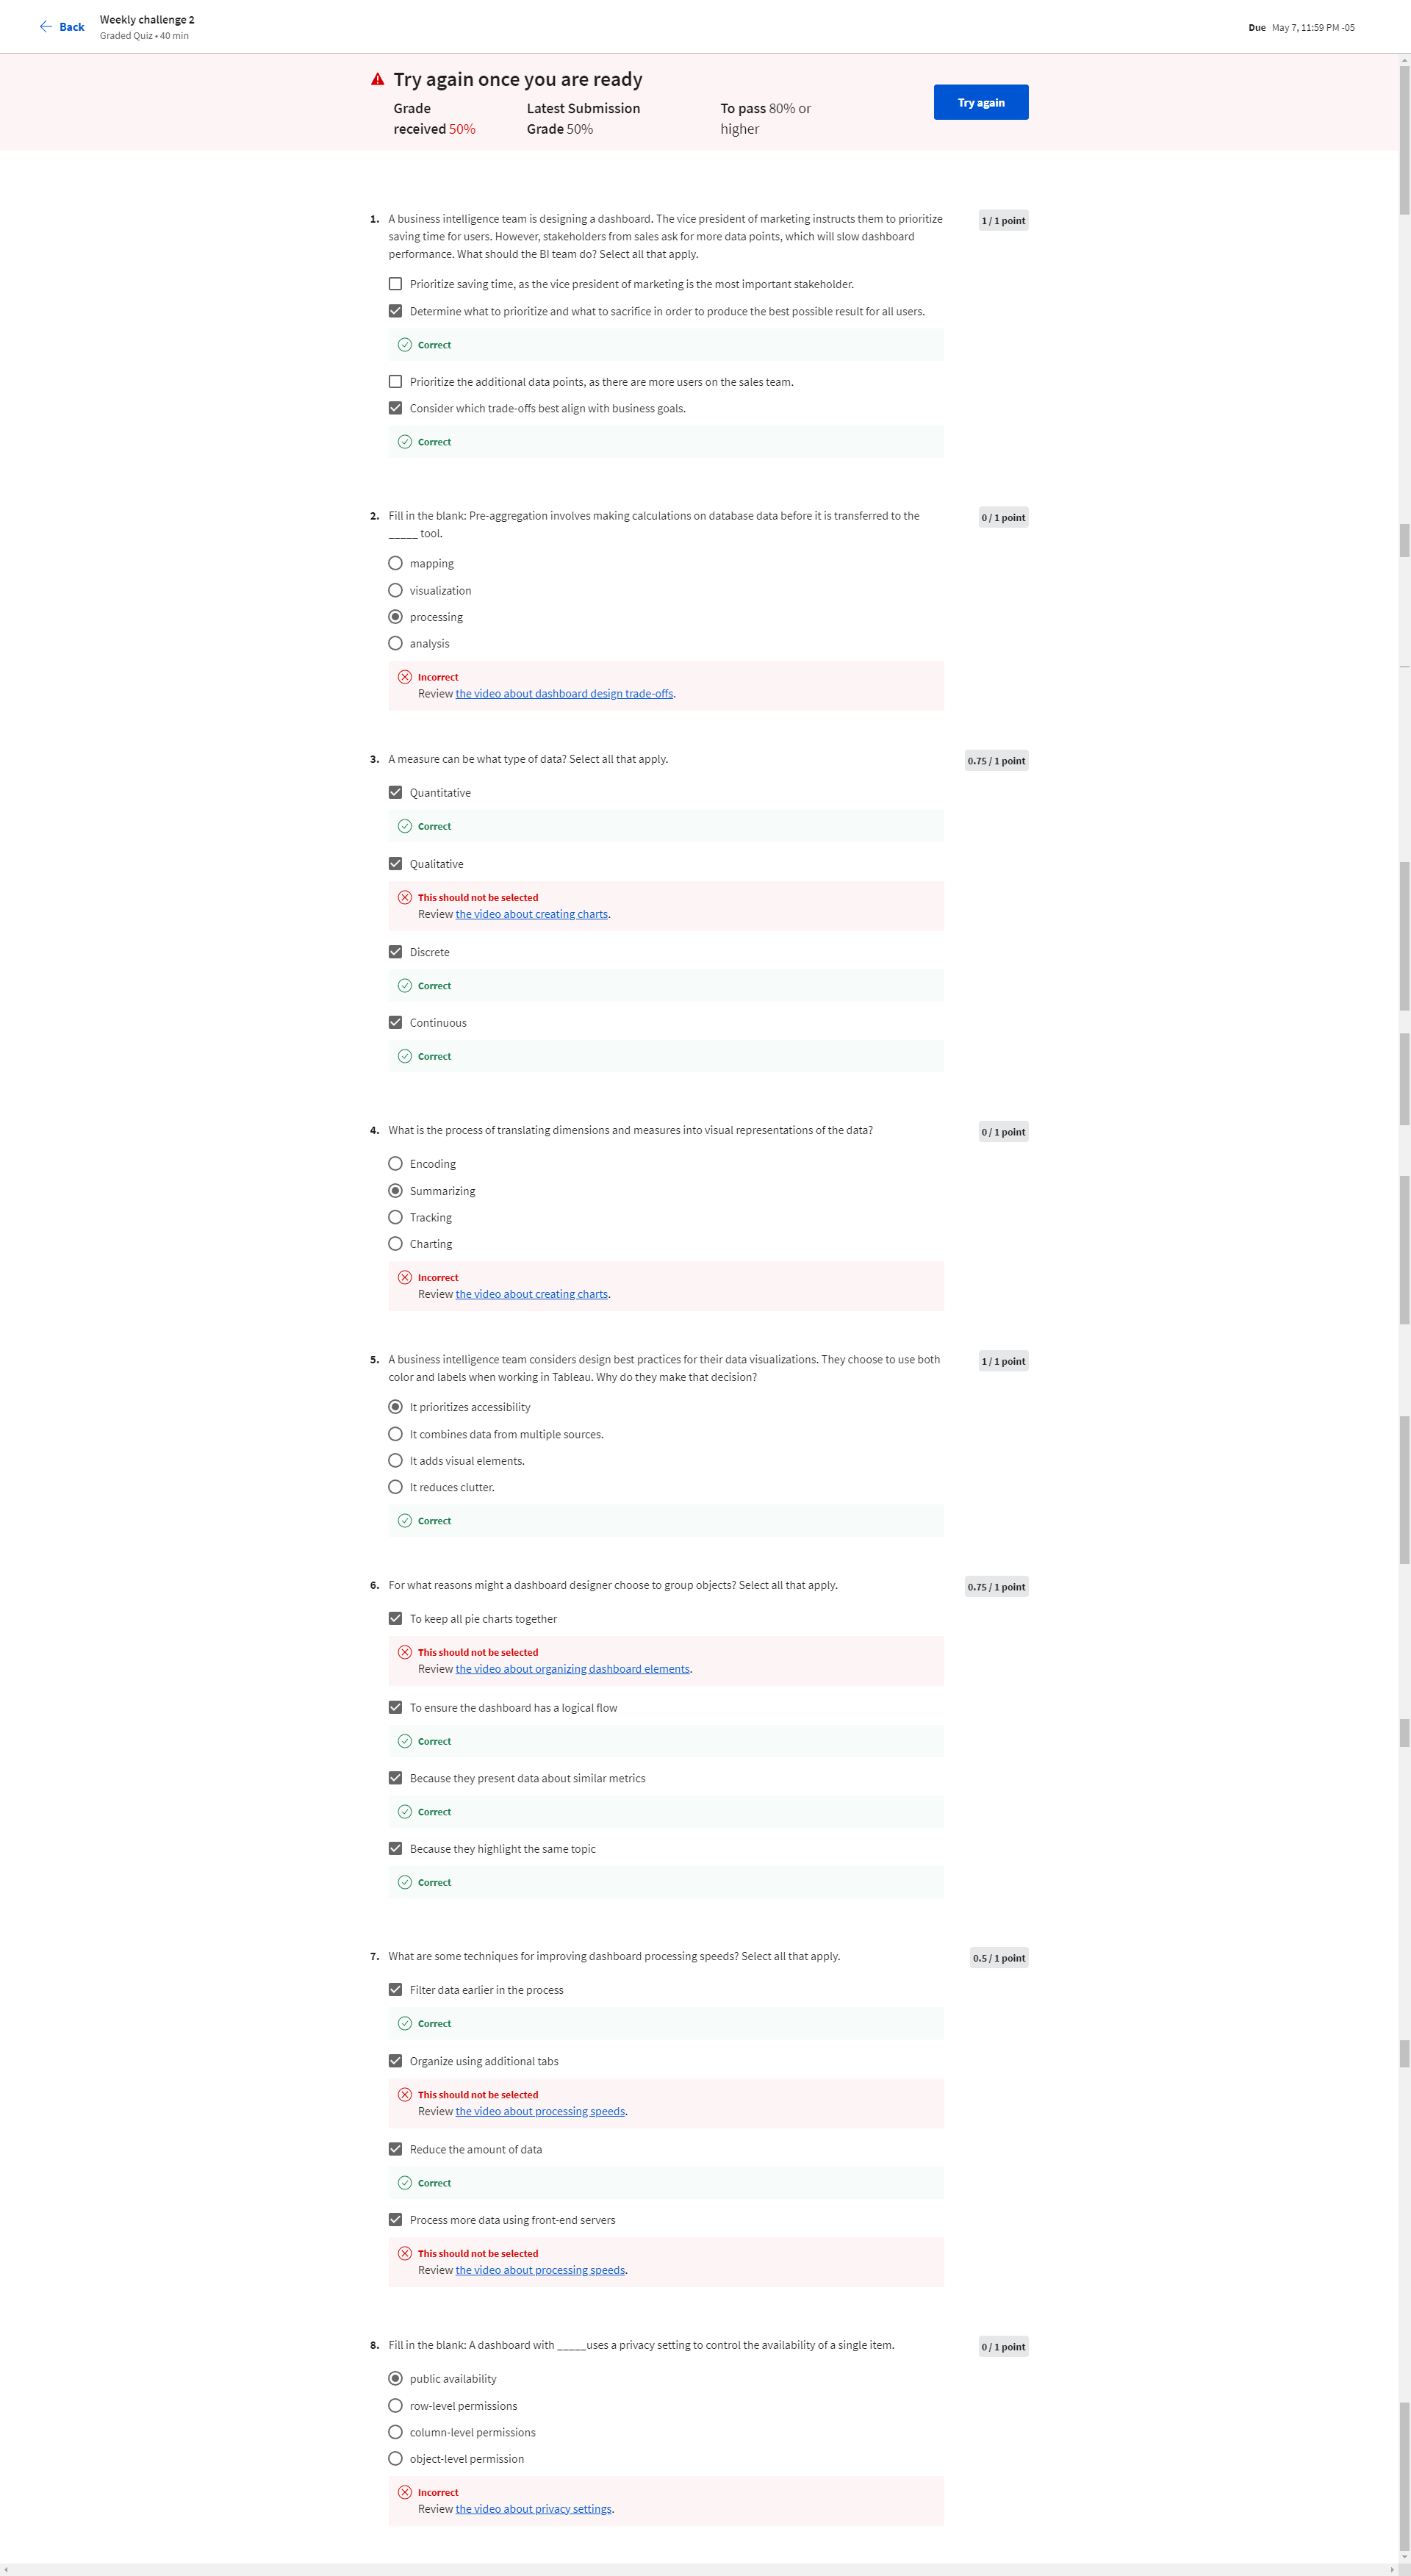 Back
Weekly challenge 2
Graded Quiz • 40 min
Due May 7, 11:59 PM -05
Try again once you are ready
Grade received 50%
Latest Submission Grade 50%
To pass 80% or higher
Try again
1. A business intelligence team is designing a dashboard. The vice president of marketing instructs them to prioritize
saving time for users. However, stakeholders from sales ask for more data points, which will slow dashboard
performance. What should the BI team do? Select all that apply.
1 / 1 point
Prioritize saving time, as the vice president of marketing is the most important stakeholder.
Determine what to prioritize and what to sacrifice in order to produce the best possible result for all users.
Correct
Prioritize the additional data points, as there are more users on the sales team.
Consider which trade-offs best align with business goals.
Correct
2. Fill in the blank: Pre-aggregation involves making calculations on database data before it is transferred to the
_____ tool.
0 / 1 point
mapping
visualization
processing
analysis
Incorrect
Review the video about dashboard design trade-offs.
3. A measure can be what type of data? Select all that apply.
0.75 / 1 point
Quantitative
Correct
Qualitative
This should not be selected
Review the video about creating charts.
Discrete
Correct
Continuous
Correct
4. What is the process of translating dimensions and measures into visual representations of the data?
0 / 1 point
Encoding
Summarizing
Tracking
Charting
Incorrect
Review the video about creating charts.
5. A business intelligence team considers design best practices for their data visualizations. They choose to use both
color and labels when working in Tableau. Why do they make that decision?
1 / 1 point
It prioritizes accessibility
It combines data from multiple sources.
It adds visual elements.
It reduces clutter.
Correct
6. For what reasons might a dashboard designer choose to group objects? Select all that apply.
0.75 / 1 point
To keep all pie charts together
This should not be selected
Review the video about organizing dashboard elements.
To ensure the dashboard has a logical flow
Correct
Because they present data about similar metrics
Correct
Because they highlight the same topic
Correct
7. What are some techniques for improving dashboard processing speeds? Select all that apply.
0.5 / 1 point
Filter data earlier in the process
Correct
Organize using additional tabs
This should not be selected
Review the video about processing speeds.
Reduce the amount of data
Correct
Process more data using front-end servers
This should not be selected
Review the video about processing speeds.
8. Fill in the blank: A dashboard with _____uses a privacy setting to control the availability of a single item.
0 / 1 point
public availability
row-level permissions
column-level permissions
object-level permission
Incorrect
Review the video about privacy settings.